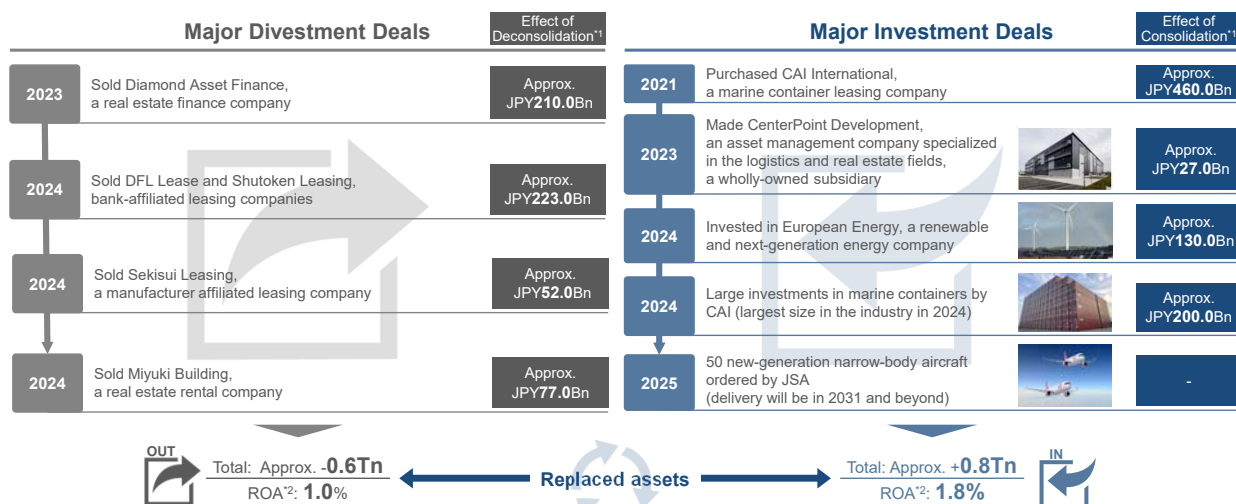 Major Divestment Deals
Effect of
Deconsolidation*1
2023
Sold Diamond Asset Finance,
a real estate finance company
Approx.
JPY210.0Bn
2024
Sold DFL Lease and Shutoken Leasing,
bank-affiliated leasing companies
Approx.
JPY223.0Bn
2024
Sold Sekisui Leasing,
a manufacturer affiliated leasing company
Approx.
JPY52.0Bn
2024
Sold Miyuki Building,
a real estate rental company
Approx.
JPY77.0Bn
OUT
Total: Approx. -0.6Tn
ROA*2: 1.0%
Replaced assets
Major Investment Deals
Effect of
Consolidation*1
2021
Purchased CAI International,
a marine container leasing company
Approx.
JPY460.0Bn
2023
Made CenterPoint Development,
an asset management company specialized
in the logistics and real estate fields,
a wholly-owned subsidiary
Approx.
JPY27.0Bn
2024
Invested in European Energy, a renewable
and next-generation energy company
Approx.
JPY130.0Bn
2024
Large investments in marine containers by
CAI (largest size in the industry in 2024)
Approx.
JPY200.0Bn
2025
50 new-generation narrow-body aircraft
ordered by JSA
(delivery will be in 2031 and beyond)
-
Total: Approx. +0.8Tn
ROA*2: 1.8%
IN